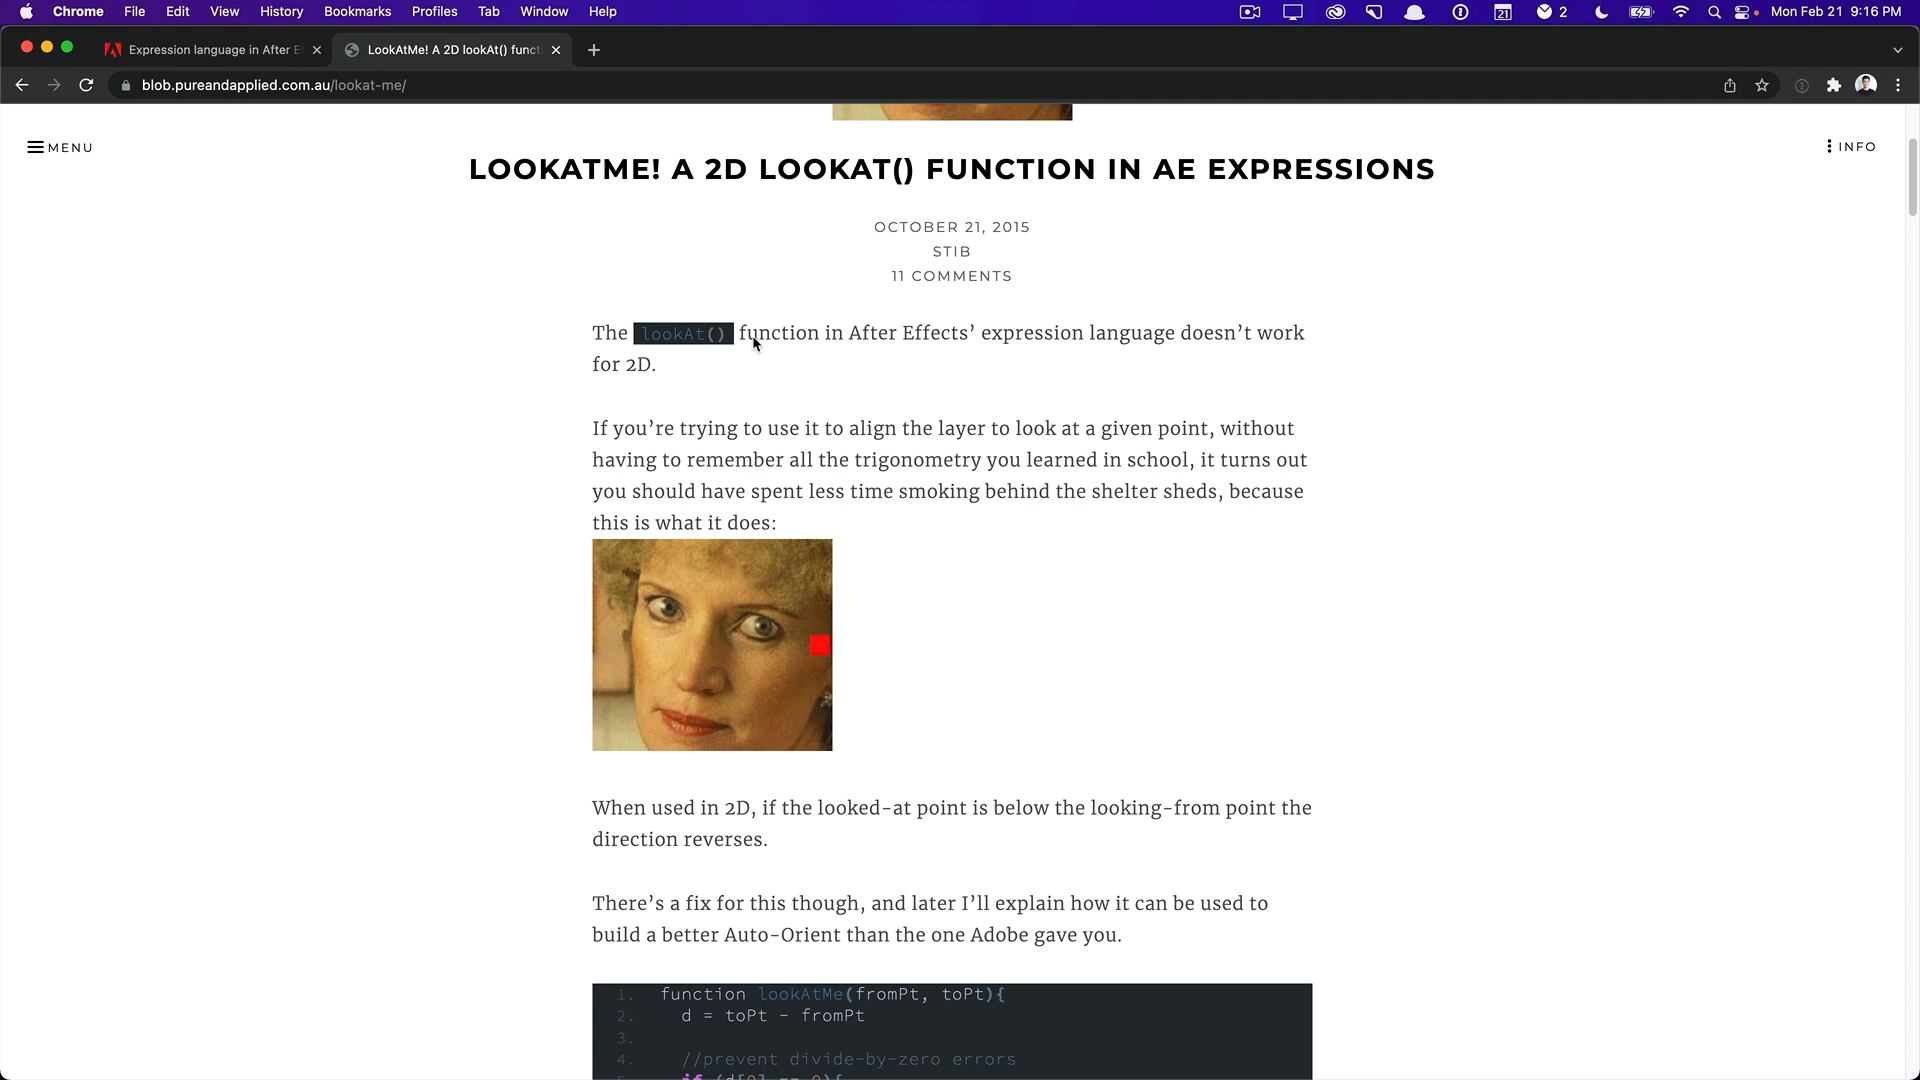 Chrome File Edit View History Bookmarks Profiles Tab Window Help 21 2 Mon Feb 21 9:16 PM
Expression language in After E
LookAtMe! A 2D lookAt() funct
blob.pureandapplied.com.au/lookat-me/
MENU
INFO
LOOKATME! A 2D LOOKAT() FUNCTION IN AE EXPRESSIONS
OCTOBER 21, 2015
STIB
11 COMMENTS
The lookAt() function in After Effects’ expression language doesn’t work
for 2D.
If you’re trying to use it to align the layer to look at a given point, without
having to remember all the trigonometry you learned in school, it turns out
you should have spent less time smoking behind the shelter sheds, because
this is what it does:
When used in 2D, if the looked-at point is below the looking-from point the
direction reverses.
There’s a fix for this though, and later I’ll explain how it can be used to
build a better Auto-Orient than the one Adobe gave you.
1. function lookAtMe(fromPt, toPt){
2. d = toPt - fromPt
3.
4. //prevent divide-by-zero errors